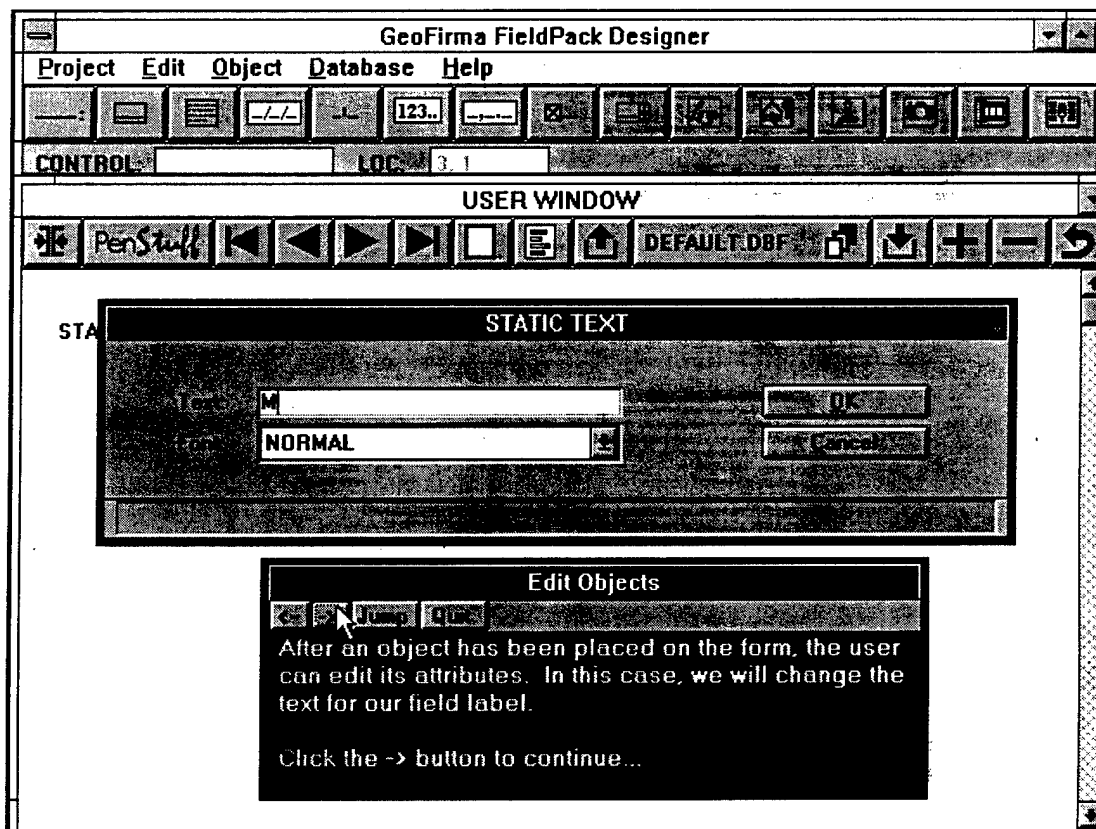 GeoFirma FieldPack Designer
Project Edit Object Database Help
_/_/_ 123.. _,_._
CONTROL: LOC: 3, 1
USER WINDOW
PenStuff DEFAULT.DBF
STA
STATIC TEXT
Text: M
Font: NORMAL
OK
Cancel
Edit Objects
<- -> Jump Quit
After an object has been placed on the form, the user
can edit its attributes. In this case, we will change the
text for our field label.
Click the -> button to continue...